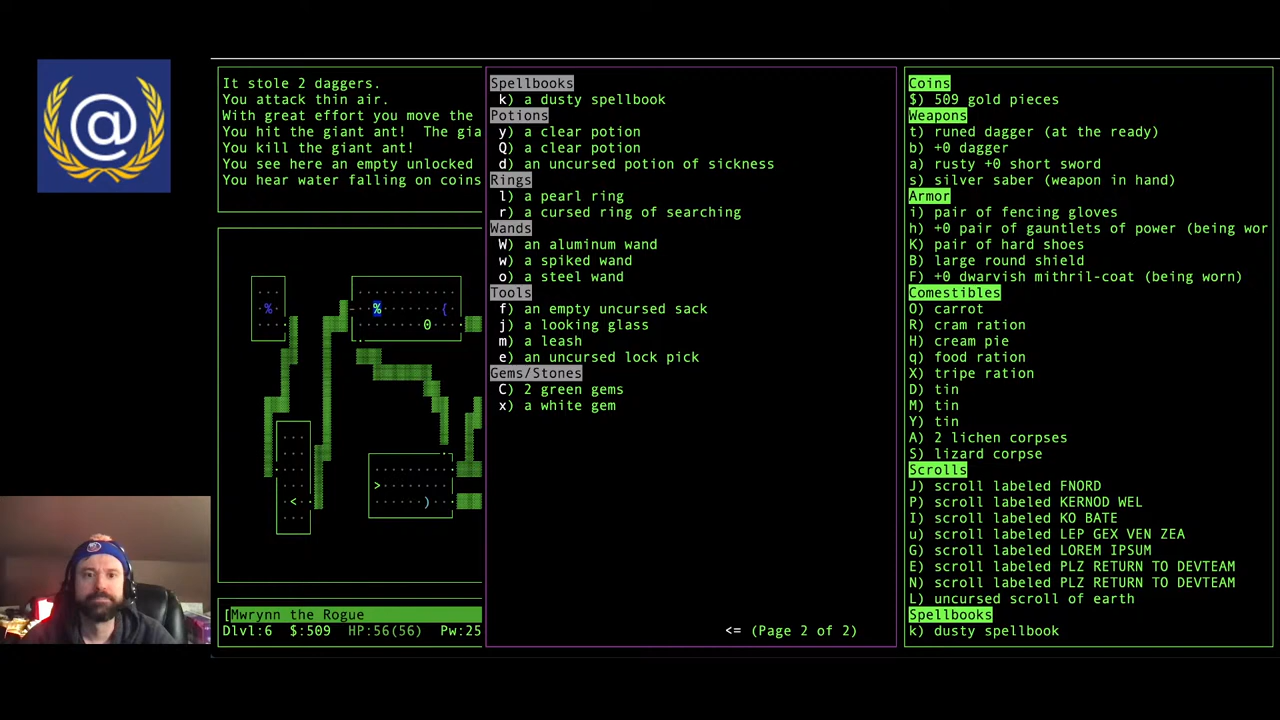 @
It stole 2 daggers.
You attack thin air.
With great effort you move the
You hit the giant ant!  The gia
You kill the giant ant!
You see here an empty unlocked
You hear water falling on coins
%
%
{
0
>
)
<
[Mwrynn the Rogue
Dlvl:6  $:509  HP:56(56)  Pw:25
Spellbooks
k) a dusty spellbook
Potions
y) a clear potion
Q) a clear potion
d) an uncursed potion of sickness
Rings
l) a pearl ring
r) a cursed ring of searching
Wands
W) an aluminum wand
w) a spiked wand
o) a steel wand
Tools
f) an empty uncursed sack
j) a looking glass
m) a leash
e) an uncursed lock pick
Gems/Stones
C) 2 green gems
x) a white gem
<= (Page 2 of 2)
Coins
$) 509 gold pieces
Weapons
t) runed dagger (at the ready)
b) +0 dagger
a) rusty +0 short sword
s) silver saber (weapon in hand)
Armor
i) pair of fencing gloves
h) +0 pair of gauntlets of power (being wor
K) pair of hard shoes
B) large round shield
F) +0 dwarvish mithril-coat (being worn)
Comestibles
O) carrot
R) cram ration
H) cream pie
q) food ration
X) tripe ration
D) tin
M) tin
Y) tin
A) 2 lichen corpses
S) lizard corpse
Scrolls
J) scroll labeled FNORD
P) scroll labeled KERNOD WEL
I) scroll labeled KO BATE
u) scroll labeled LEP GEX VEN ZEA
G) scroll labeled LOREM IPSUM
E) scroll labeled PLZ RETURN TO DEVTEAM
N) scroll labeled PLZ RETURN TO DEVTEAM
L) uncursed scroll of earth
Spellbooks
k) dusty spellbook